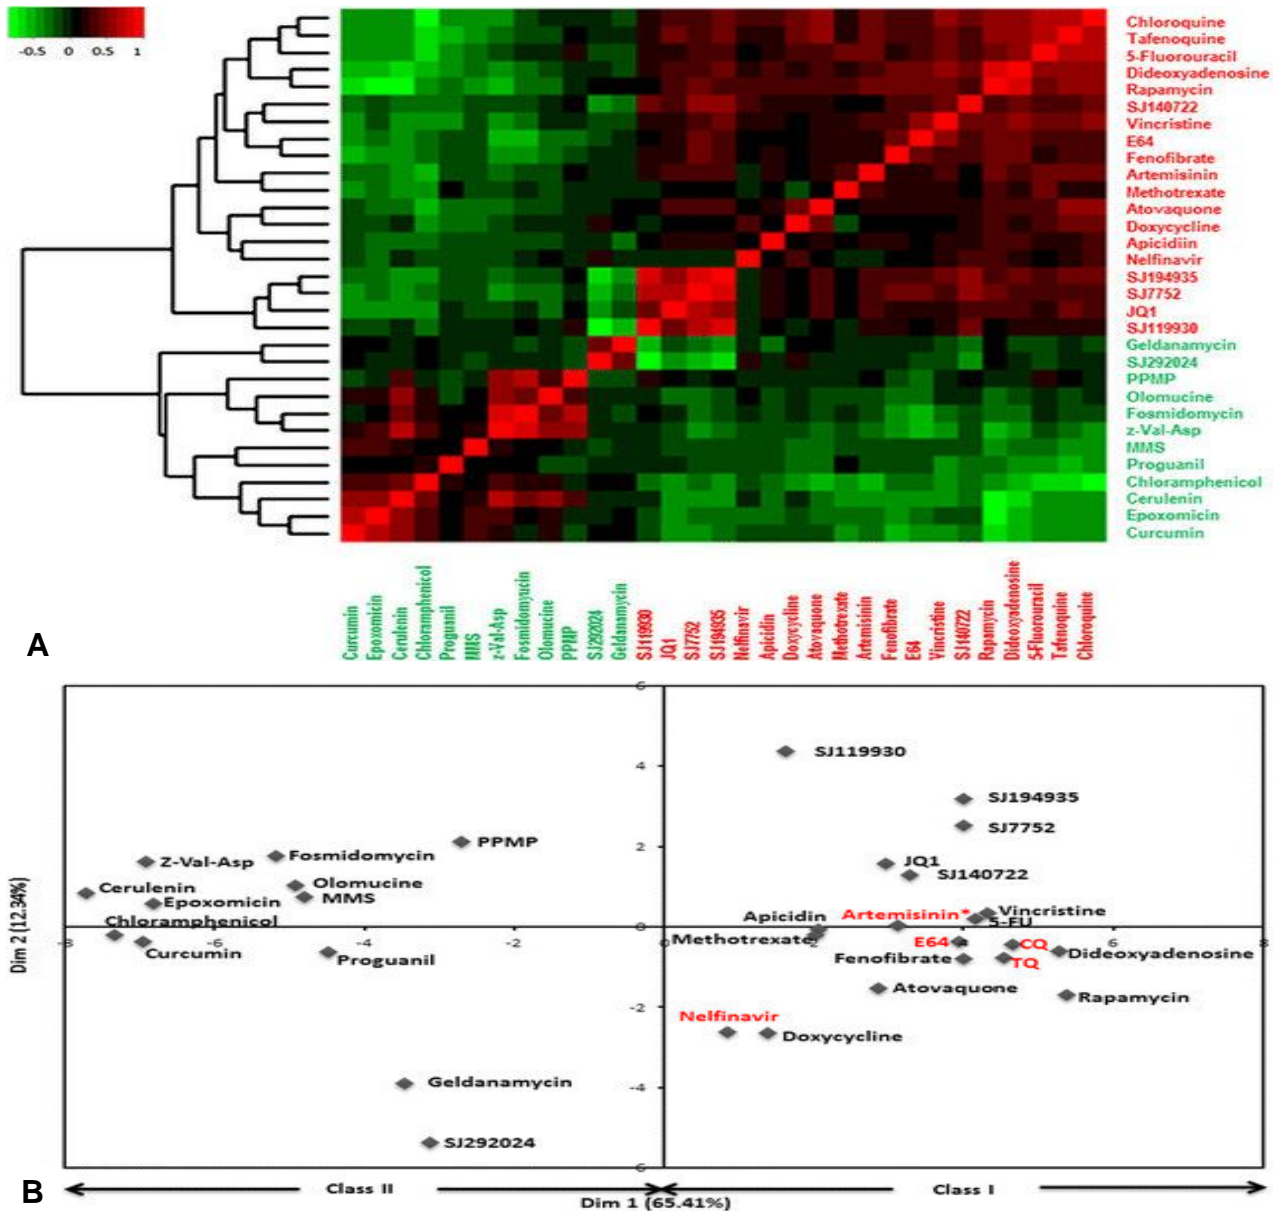 -0.5 0 0.5 1
Chloroquine
Tafenoquine
5-Fluorouracil
Dideoxyadenosine
Rapamycin
SJ140722
Vincristine
E64
Fenofibrate
Artemisinin
Methotrexate
Atovaquone
Doxycycline
Apicidiin
Nelfinavir
SJ194935
SJ7752
JQ1
SJ119930
Geldanamycin
SJ292024
PPMP
Olomucine
Fosmidomycin
z-Val-Asp
MMS
Proguanil
Chloramphenicol
Cerulenin
Epoxomicin
Curcumin
Curcumin
Epoxomicin
Cerulenin
Chloramphenicol
Proguanil
MMS
z-Val-Asp
Fosmidomyucin
Olomucine
PPMP
SJ292024
Geldanamycin
SJ119930
JQ1
SJ7752
SJ194935
Nelfinavir
Apicidin
Doxycycline
Atovaquone
Methotrexate
Artemisinin
Fenofibrate
E64
Vincristine
SJ140722
Rapamycin
Dideoxyadenosine
5-Fluorouracil
Tafenoquine
Chloroquine
A
6
SJ119930
4
SJ194935
SJ7752
2
PPMP
Fosmidomycin
Z-Val-Asp
JQ1
SJ140722
Olomucine
Cerulenin
MMS
Epoxomicin
Chloramphenicol
Artemisinin*
Vincristine
5-FU
Apicidin
0
-8 -6 -4 -2 0 2 4 6 8
Methotrexate
E64
CQ
Curcumin
Proguanil
Fenofibrate
TQ
Dideoxyadenosine
Atovaquone
Rapamycin
-2
Nelfinavir
Doxycycline
Geldanamycin
-4
SJ292024
-6
Dim 2 (12.34%)
B
Class II
Class I
Dim 1 (65.41%)